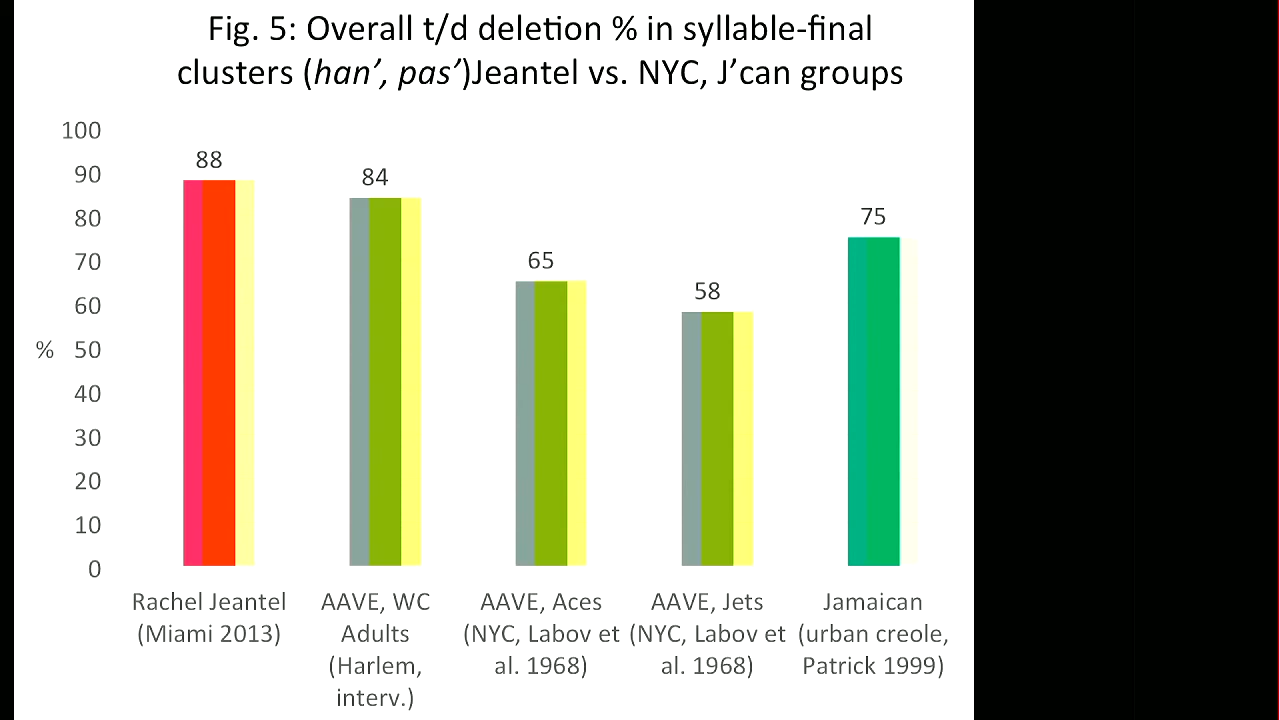 Fig. 5: Overall t/d deletion % in syllable-final
clusters (han’, pas’)Jeantel vs. NYC, J’can groups
100
90
80
70
60
50
40
30
20
10
0
%
88
84
65
58
75
Rachel Jeantel
(Miami 2013)
AAVE, WC
Adults
(Harlem,
interv.)
AAVE, Aces
(NYC, Labov et
al. 1968)
AAVE, Jets
(NYC, Labov et
al. 1968)
Jamaican
(urban creole,
Patrick 1999)